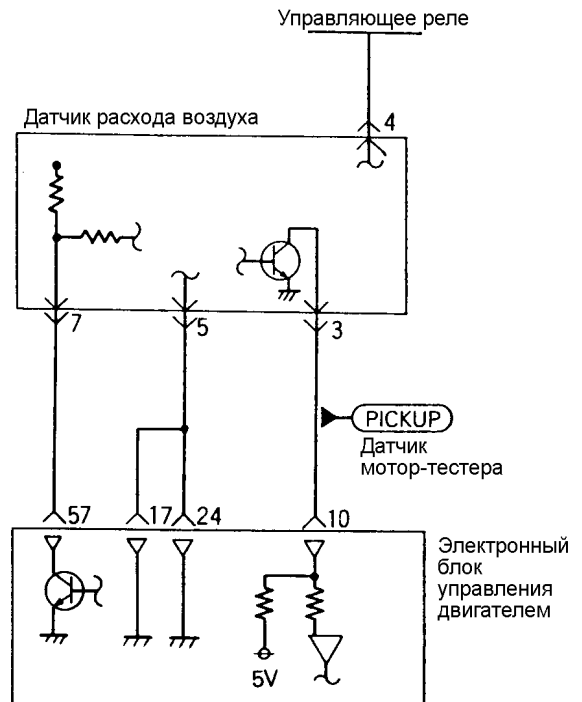 Управляющее реле
4
Датчик расхода воздуха
7
5
3
PICKUP
Датчик
мотор-тестера
57
17
24
10
Электронный
блок
управления
двигателем
5V